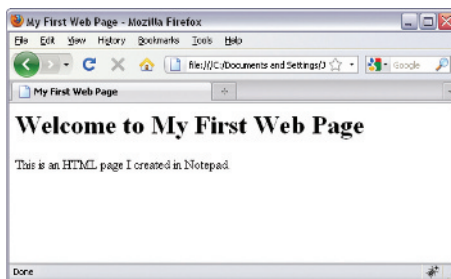 My First Web Page - Mozilla Firefox
File Edit View History Bookmarks Tools Help
file:///C:/Documents and Settings/J Google
My First Web Page
Welcome to My First Web Page
This is an HTML page I created in Notepad
Done